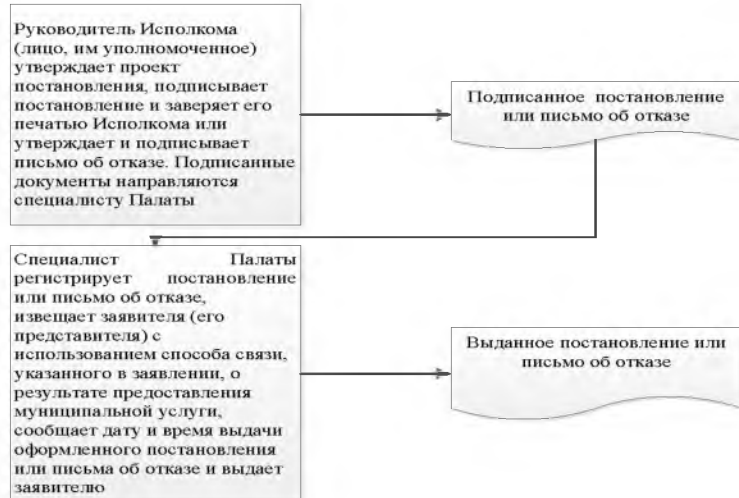 Руководитель Исполкома
(лицо, им уполномоченное)
утверждает проект
постановления, подписывает
постановление и заверяет его
печатью Исполкома или
утверждает и подписывает
письмо об отказе. Подписанные
документы направляются
специалисту Палаты
Подписанное постановление
или письмо об отказе
Специалист Палаты
регистрирует постановление
или письмо об отказе,
извещает заявителя (его
представителя) с
использованием способа связи,
указанного в заявлении, о
результате предоставления
муниципальной услуги,
сообщает дату и время выдачи
оформленного постановления
или письма об отказе и выдает
заявителю
Выданное постановление или
письмо об отказе